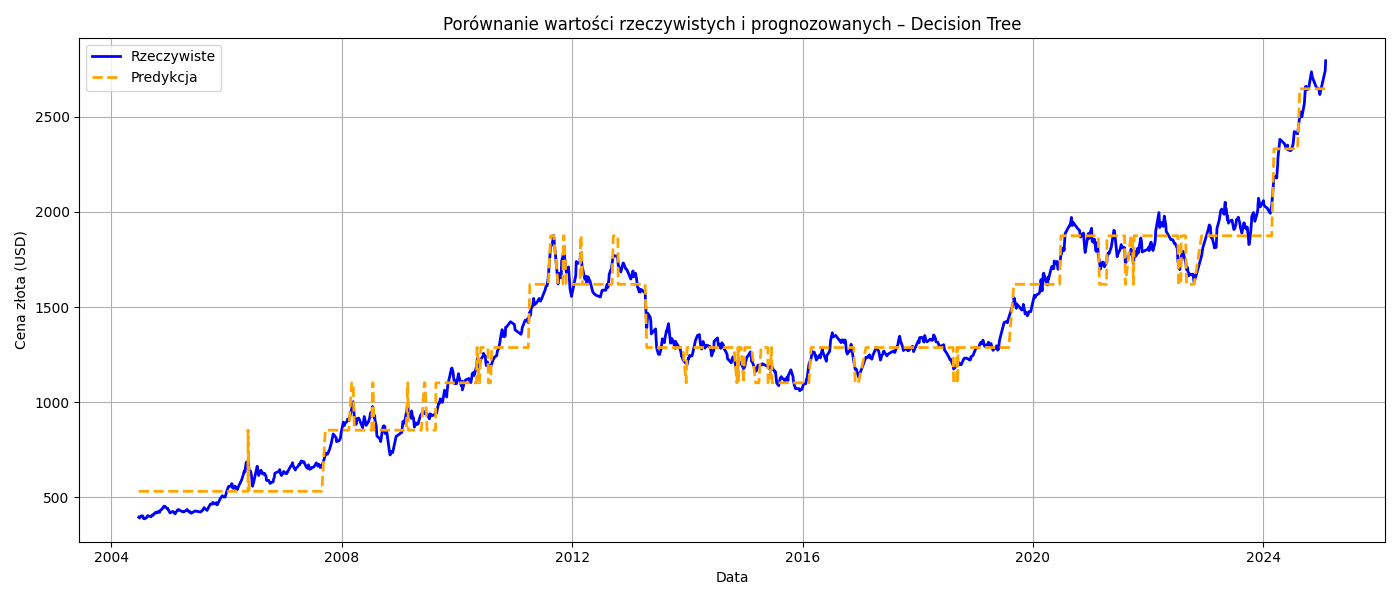 Porównanie wartości rzeczywistych i prognozowanych – Decision Tree
Rzeczywiste
Predykcja
Cena złota (USD)
2500
2000
1500
1000
500
2004 2008 2012 2016 2020 2024
Data